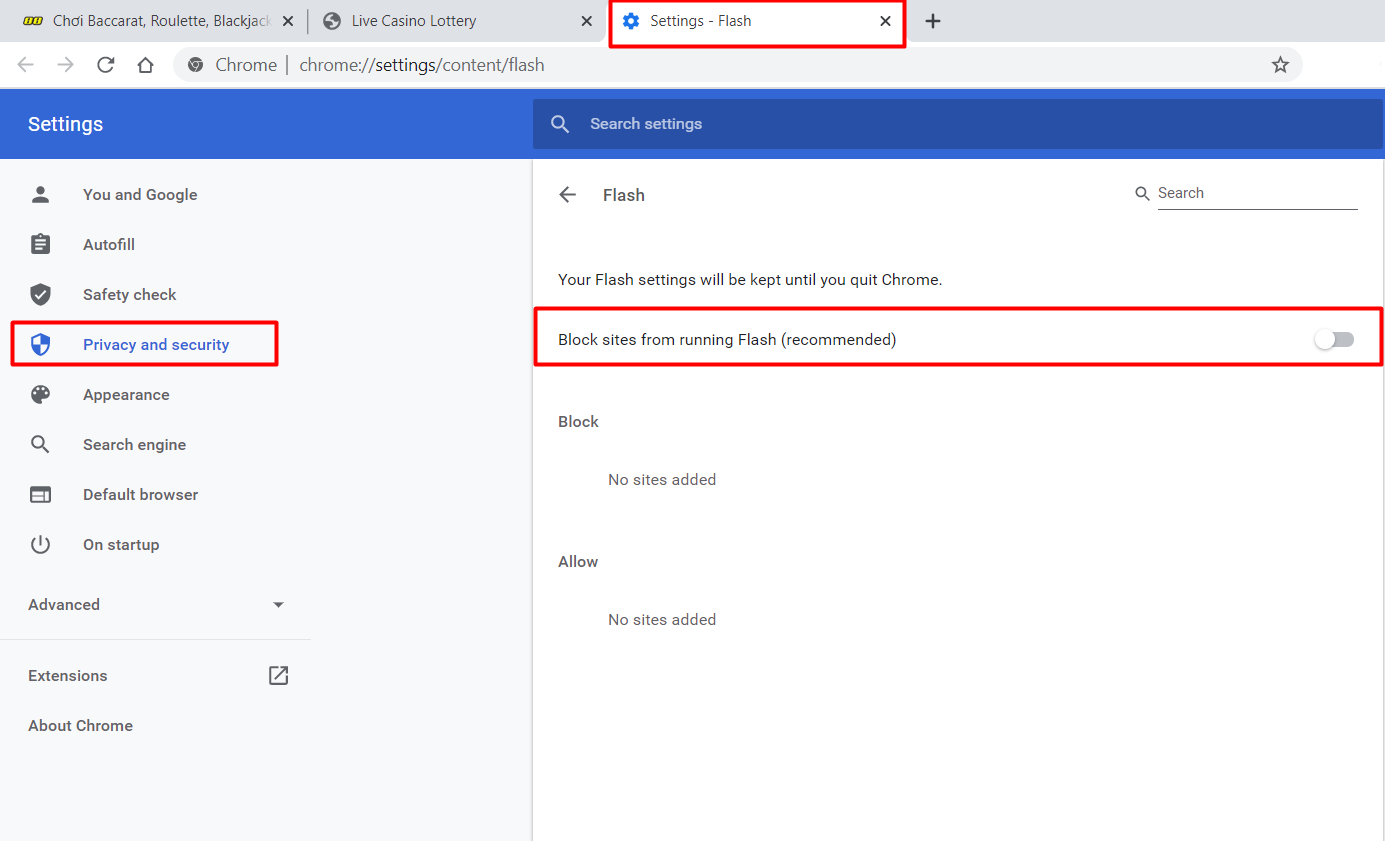 Chơi Baccarat, Roulette, Blackjack
Live Casino Lottery
Settings - Flash
Chrome | chrome://settings/content/flash
Settings
Search settings
You and Google
Autofill
Safety check
Privacy and security
Appearance
Search engine
Default browser
On startup
Advanced
Extensions
About Chrome
Flash
Search
Your Flash settings will be kept until you quit Chrome.
Block sites from running Flash (recommended)
Block
No sites added
Allow
No sites added